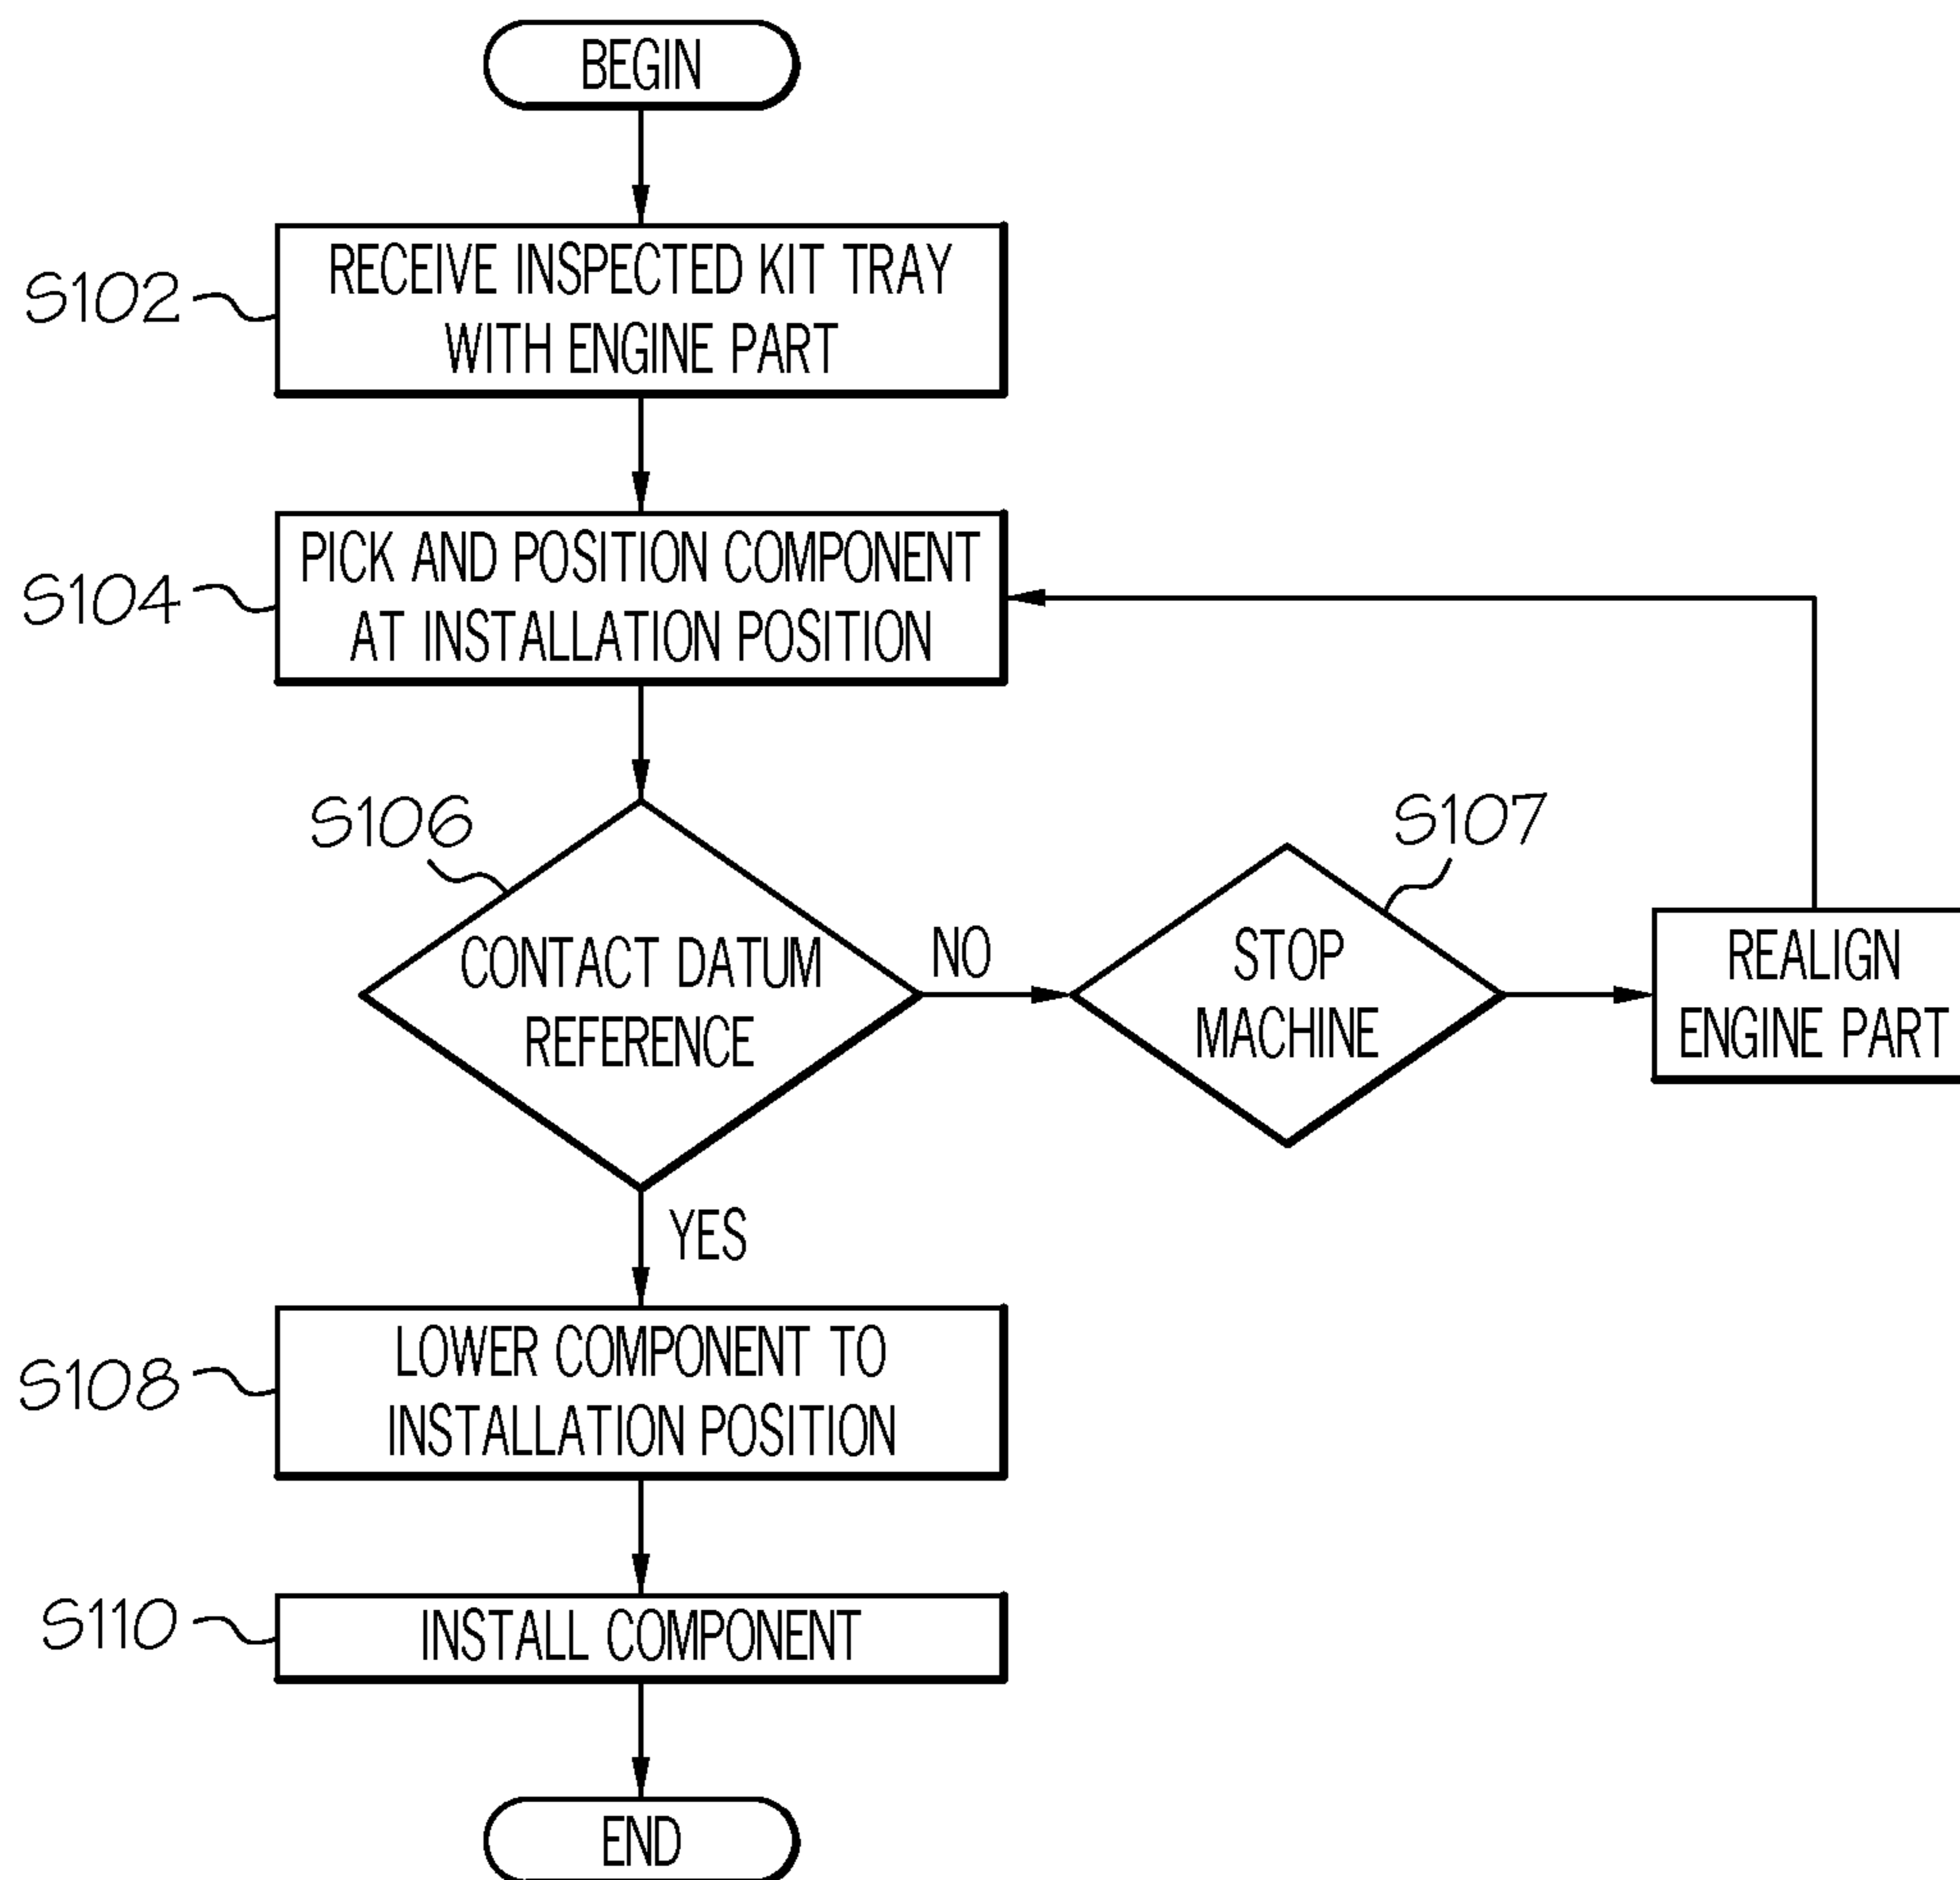 BEGIN
S102
RECEIVE INSPECTED KIT TRAY
WITH ENGINE PART
S104
PICK AND POSITION COMPONENT
AT INSTALLATION POSITION
S106
CONTACT DATUM
REFERENCE
NO
S107
STOP
MACHINE
REALIGN
ENGINE PART
YES
S108
LOWER COMPONENT TO
INSTALLATION POSITION
S110
INSTALL COMPONENT
END